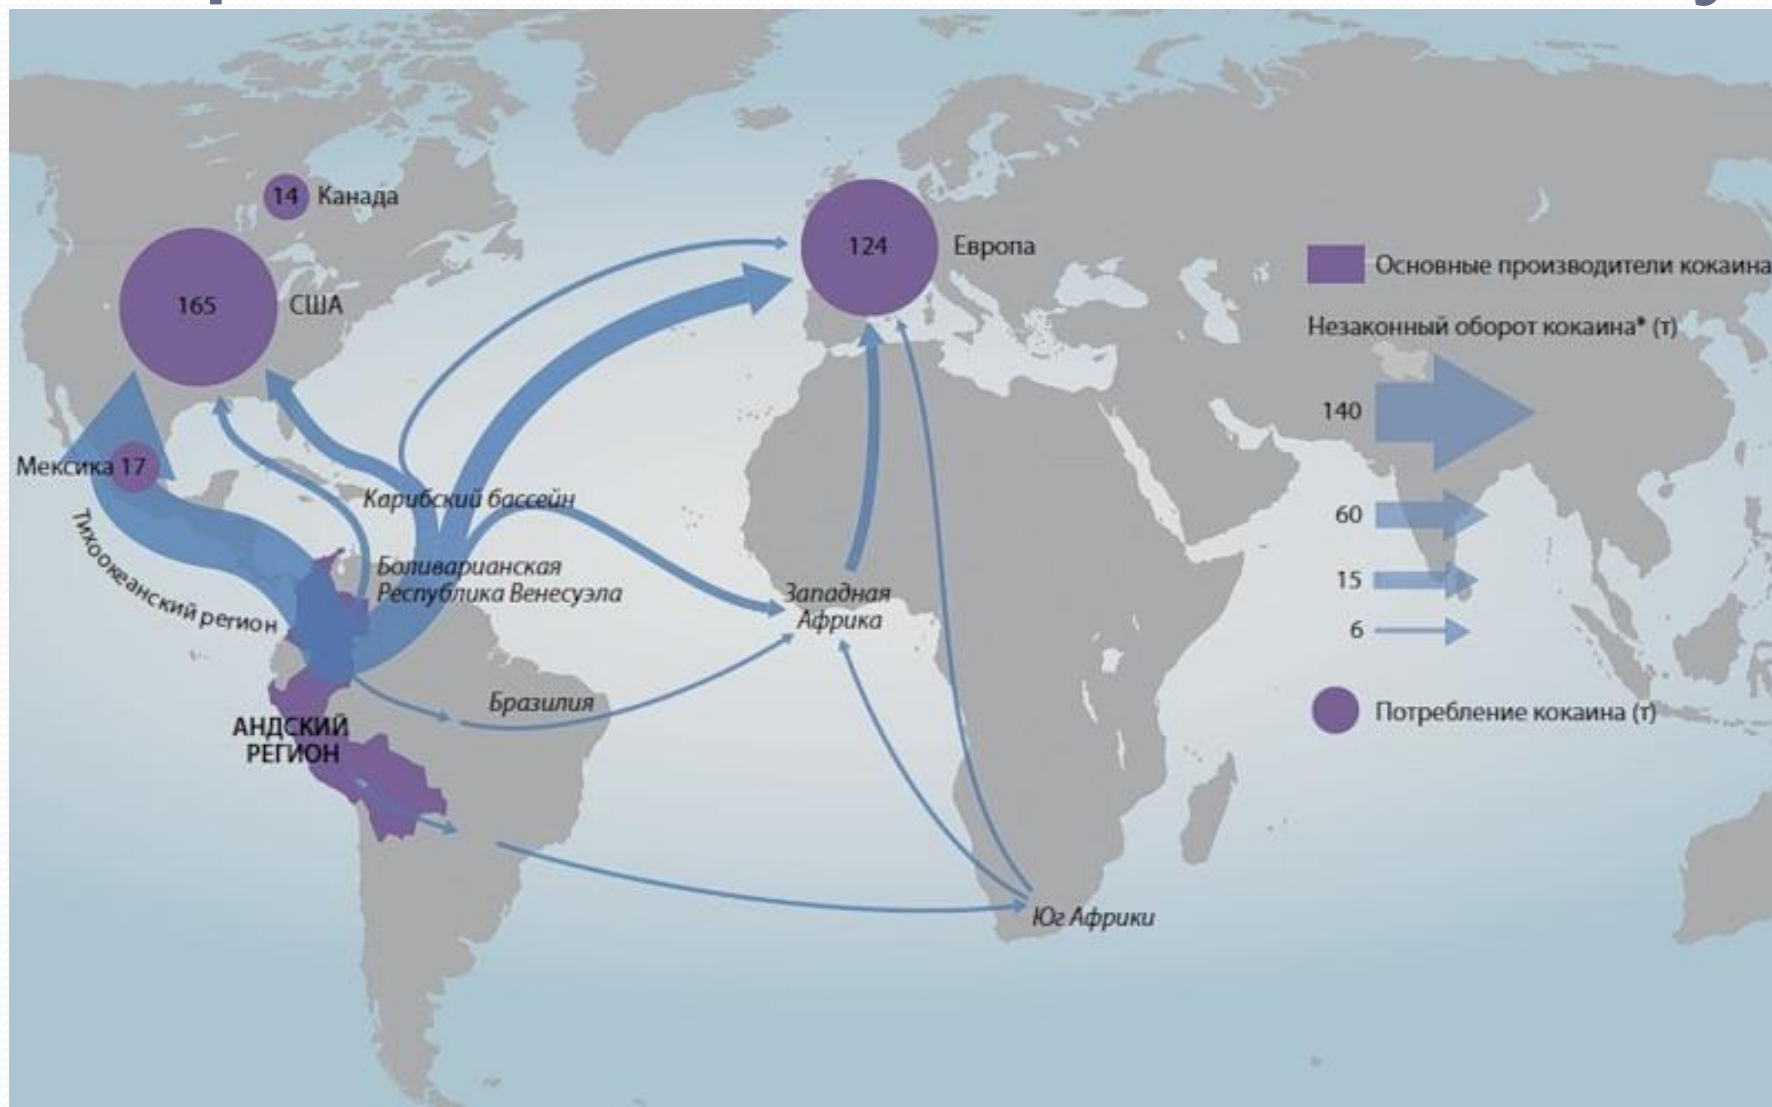 14 Канада
165 США
124 Европа
Мексика 17
Тихоокеанский регион
Карибский бассейн
Боливарианская
Республика Венесуэла
Западная
Африка
Бразилия
АНДСКИЙ
РЕГИОН
Юг Африки
Основные производители кокаина
Незаконный оборот кокаина* (т)
140
60
15
6
Потребление кокаина (т)